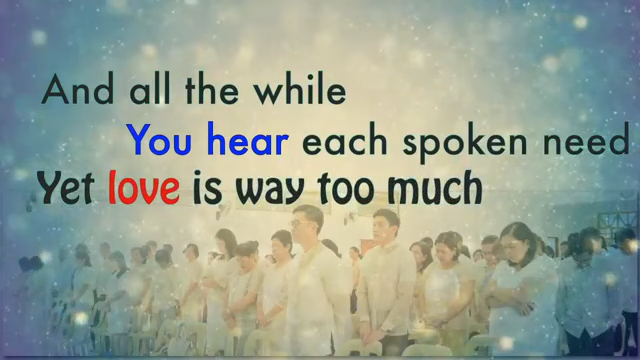 And all the while
You hear each spoken need
Yet love is way too much